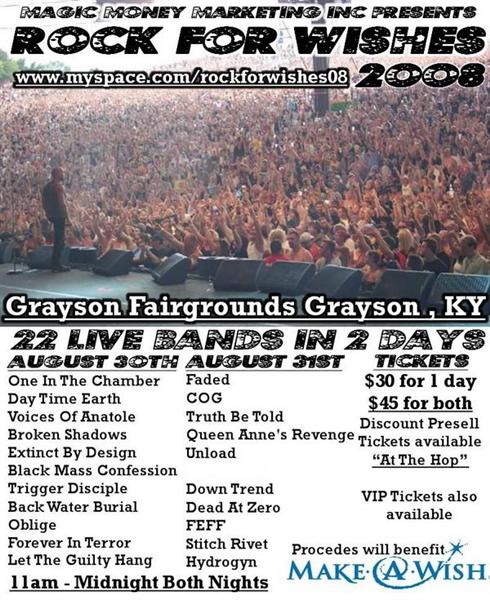 MAGIC MONEY MARKETING INC PRESENTS
ROCK FOR WISHES
www.myspace.com/rockforwishes08 2008
Grayson Fairgrounds Grayson , KY
22 LIVE BANDS IN 2 DAYS
AUGUST 30TH
One In The Chamber
Day Time Earth
Voices Of Anatole
Broken Shadows
Extinct By Design
Black Mass Confession
Trigger Disciple
Back Water Burial
Oblige
Forever In Terror
Let The Guilty Hang
AUGUST 31ST
Faded
COG
Truth Be Told
Queen Anne's Revenge
Unload
Down Trend
Dead At Zero
FEFF
Stitch Rivet
Hydrogyn
11am - Midnight Both Nights
TICKETS
$30 for 1 day
$45 for both
Discount Presell
Tickets available
“At The Hop”
VIP Tickets also
available
Procedes will benefit
MAKE-A-WISH.